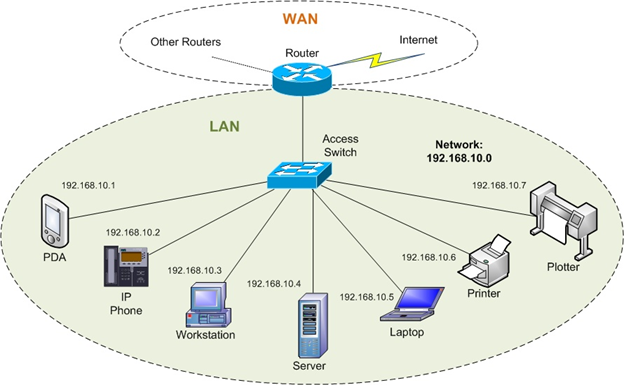 WAN
Other Routers
Internet
Router
LAN
Access
Switch
Network:
192.168.10.0
192.168.10.1
192.168.10.7
PDA
192.168.10.2
IP
Phone
192.168.10.3
Workstation
192.168.10.4
Server
192.168.10.5
Laptop
192.168.10.6
Printer
Plotter